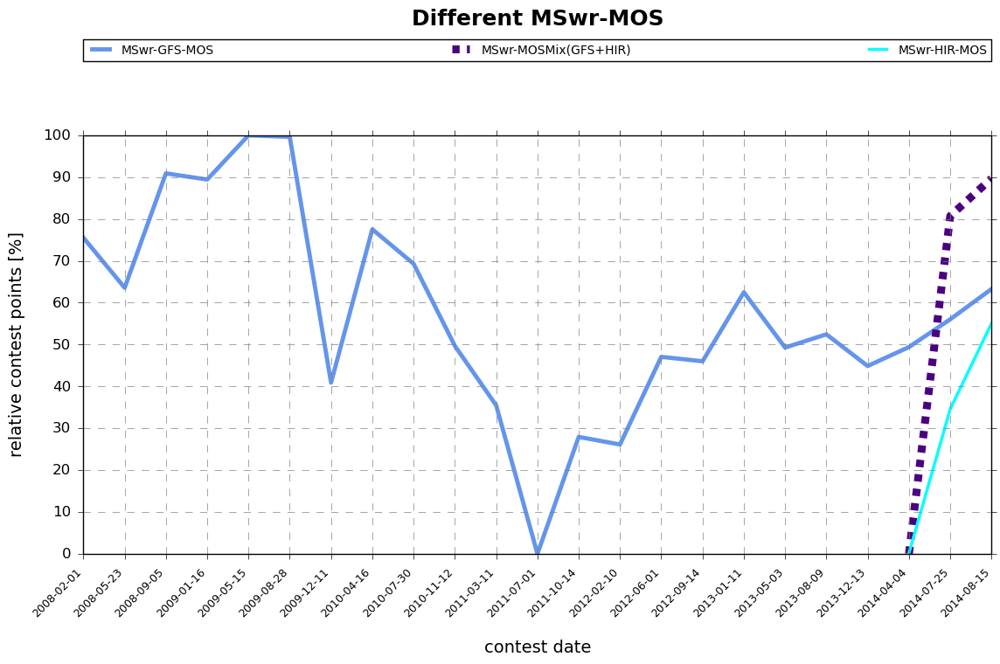 Different MSwr-MOS
MSwr-GFS-MOS MSwr-MOSMix(GFS+HIR) MSwr-HIR-MOS
relative contest points [%]
100
90
80
70
60
50
40
30
20
10
0
2008-02-01 2008-05-23 2008-09-05 2009-01-16 2009-05-15 2009-08-28 2009-12-11 2010-04-16 2010-07-30 2010-11-12 2011-03-11 2011-07-01 2011-10-14 2012-02-10 2012-06-01 2012-09-14 2013-01-11 2013-05-03 2013-08-09 2013-12-13 2014-04-04 2014-07-25 2014-08-15
contest date